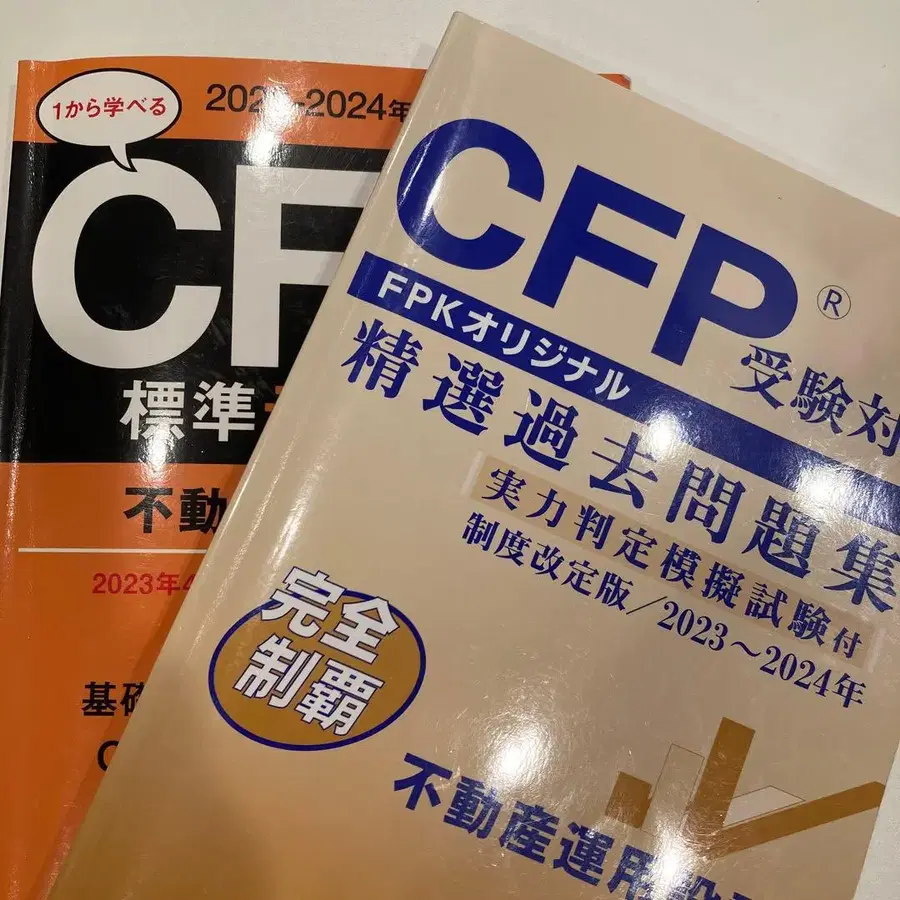 1から学べる
2023-2024年
CF
標準
不動
2023年4
基礎
C
CFP®
受験対
FPKオリジナル
精選過去問題集
実力判定模擬試験付
制度改定版/2023~2024年
完全
制覇
不動産運用設